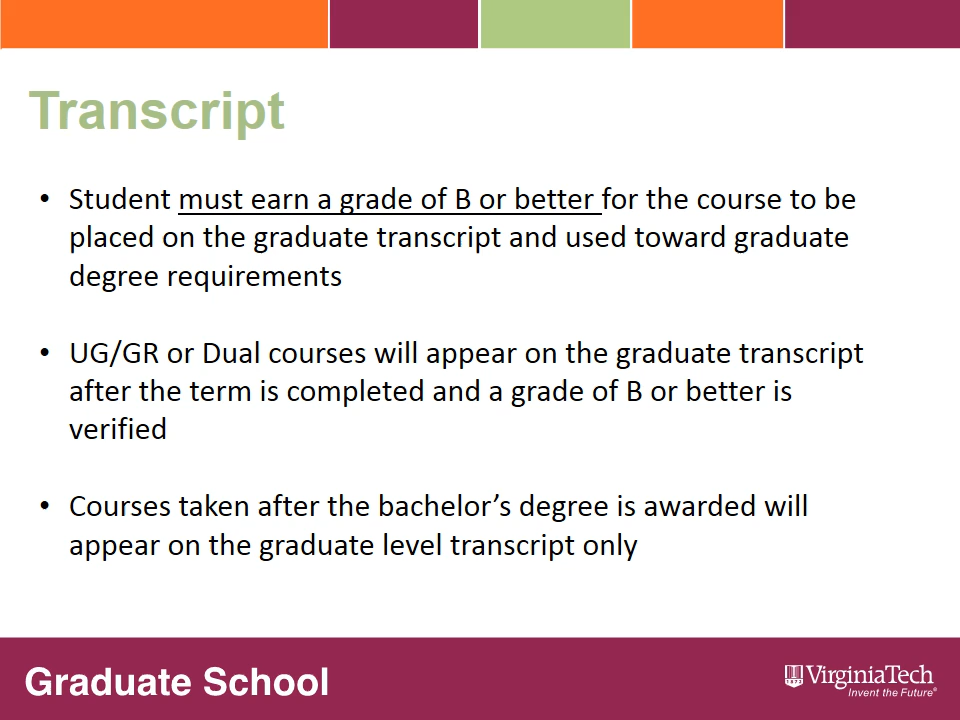 Transcript
• Student must earn a grade of B or better for the course to be
placed on the graduate transcript and used toward graduate
degree requirements
• UG/GR or Dual courses will appear on the graduate transcript
after the term is completed and a grade of B or better is
verified
• Courses taken after the bachelor’s degree is awarded will
appear on the graduate level transcript only
Graduate School
1872
VirginiaTech
Invent the Future®